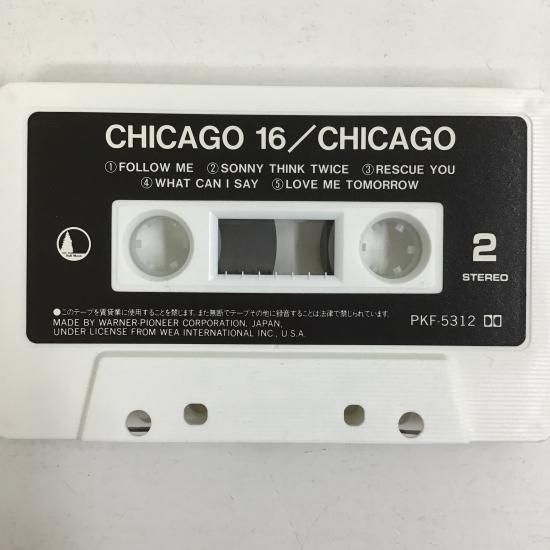 CHICAGO 16/CHICAGO
①FOLLOW ME ②SONNY THINK TWICE ③RESCUE YOU
④WHAT CAN I SAY ⑤LOVE ME TOMORROW
2
STEREO
●このテープを賃貸業に使用することを禁じます。また無断でテープその他に録音することは法律で禁じられています。
MADE BY WARNER-PIONEER CORPORATION, JAPAN,
UNDER LICENSE FROM WEA INTERNATIONAL INC., U.S.A.
PKF-5312